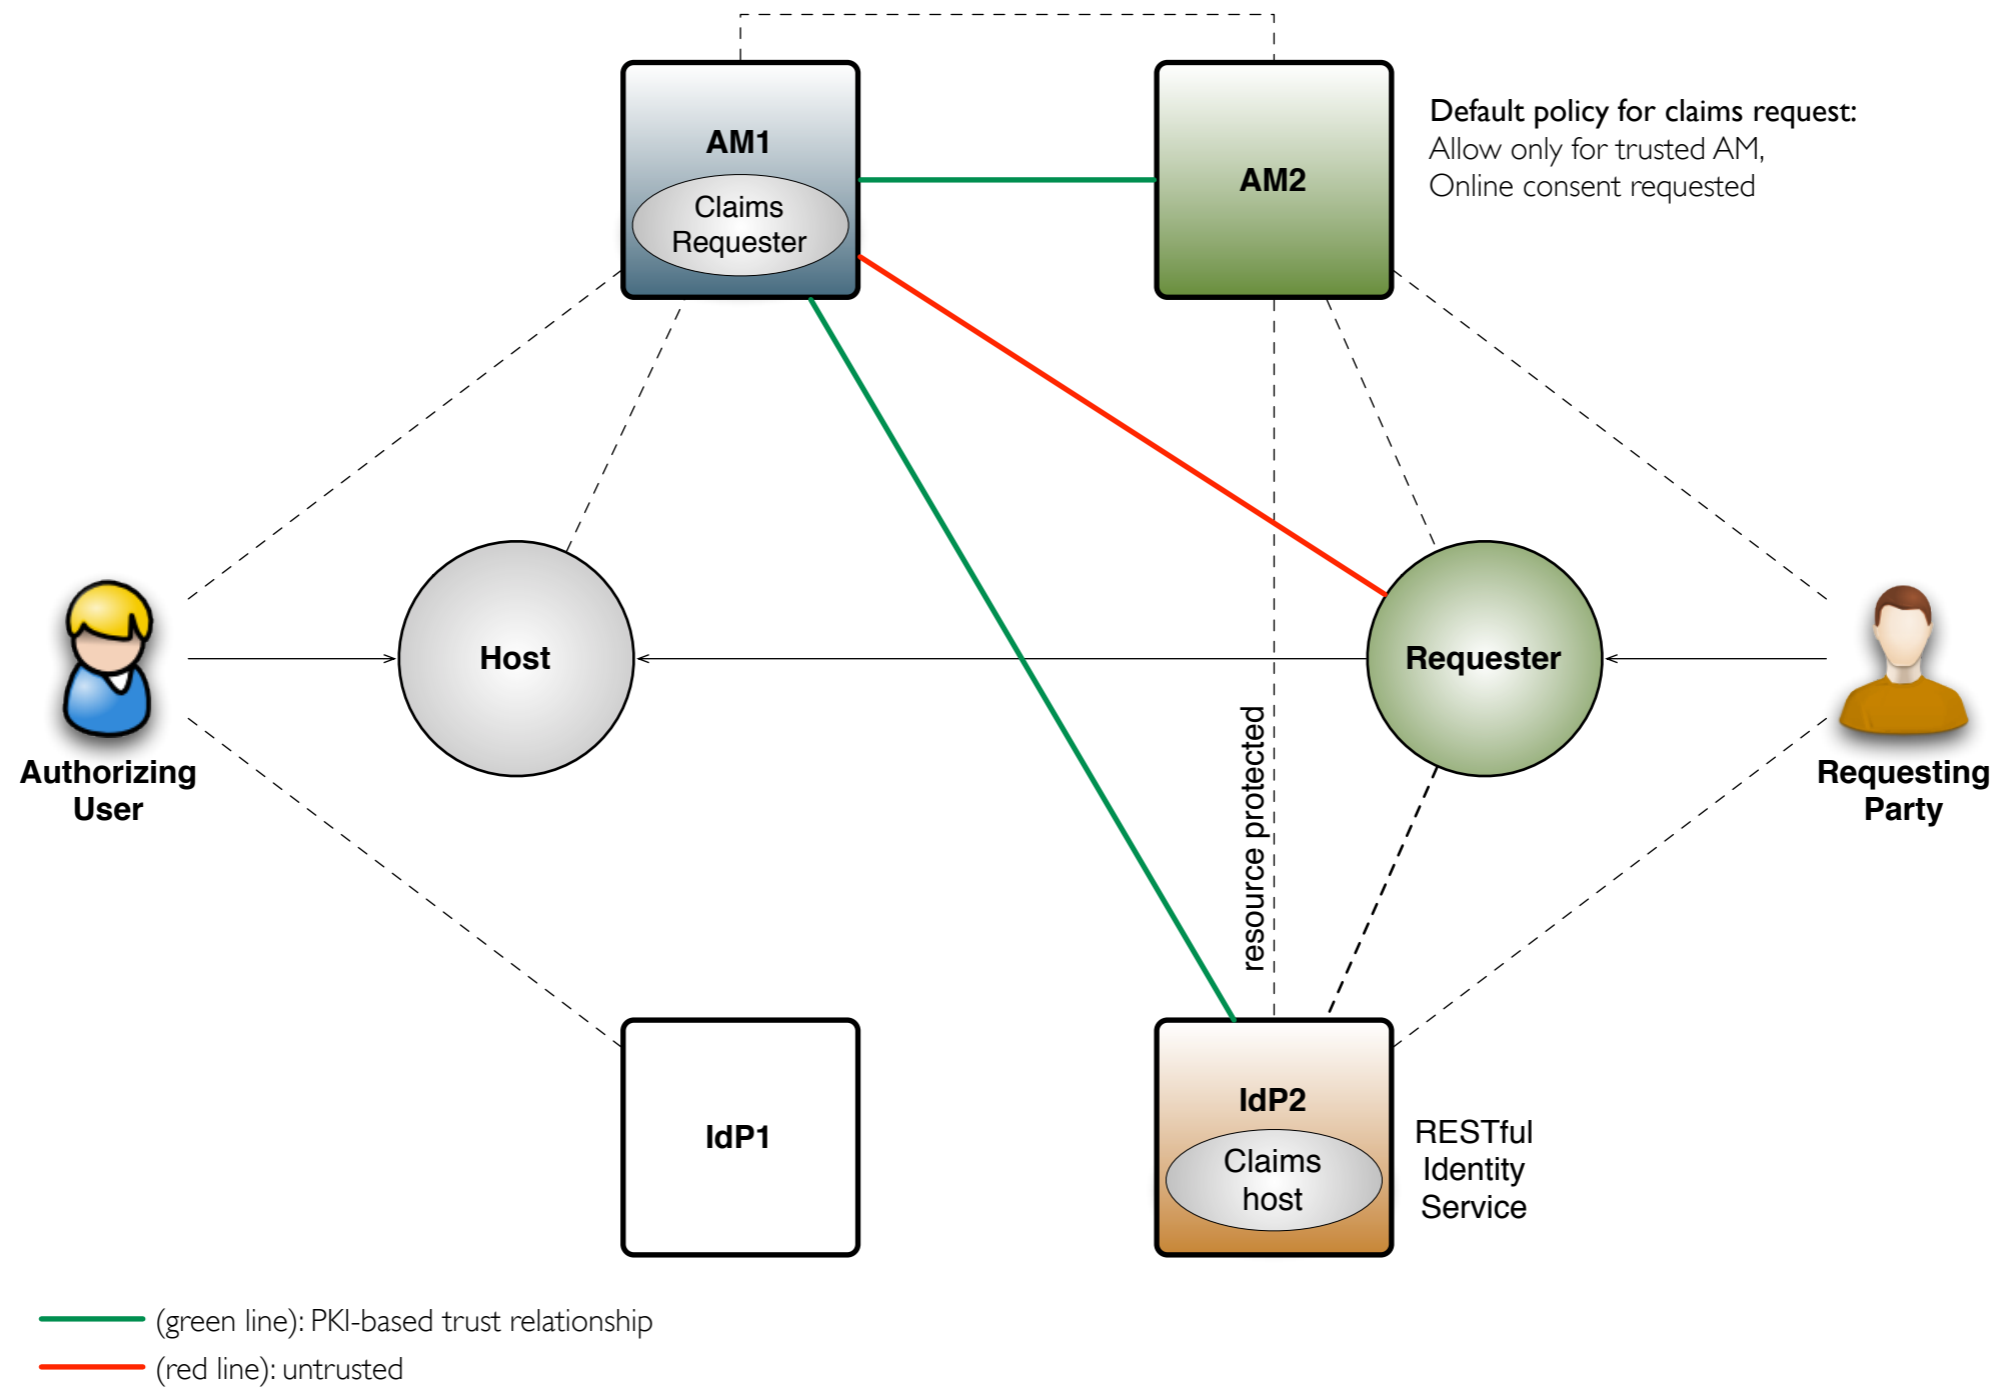 AM1
Claims
Requester
AM2
Default policy for claims request:
Allow only for trusted AM,
Online consent requested
Host
Requester
Authorizing
User
Requesting
Party
resource protected
IdP1
IdP2
Claims
host
RESTful
Identity
Service
(green line): PKI-based trust relationship
(red line): untrusted